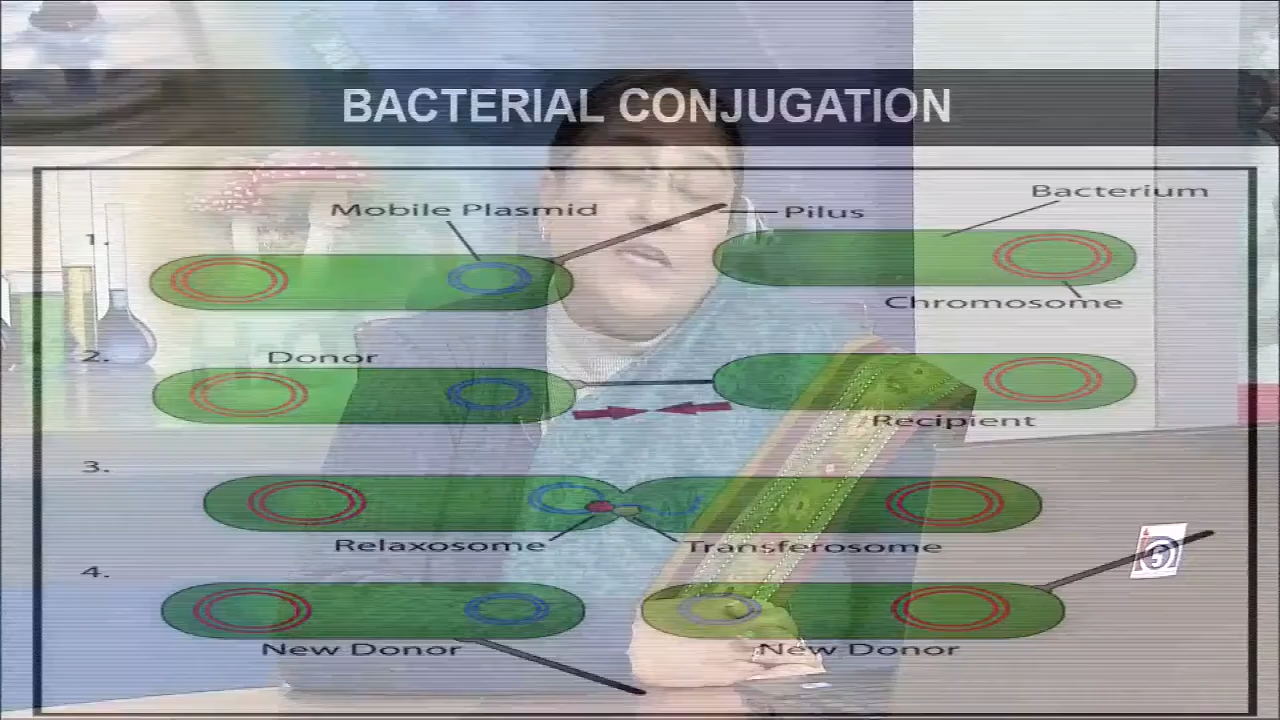 BACTERIAL CONJUGATION
Bacterium
Mobile Plasmid
Pilus
1.
Chromosome
2.
Donor
Recipient
3.
Relaxosome
Transferosome
4.
New Donor
New Donor